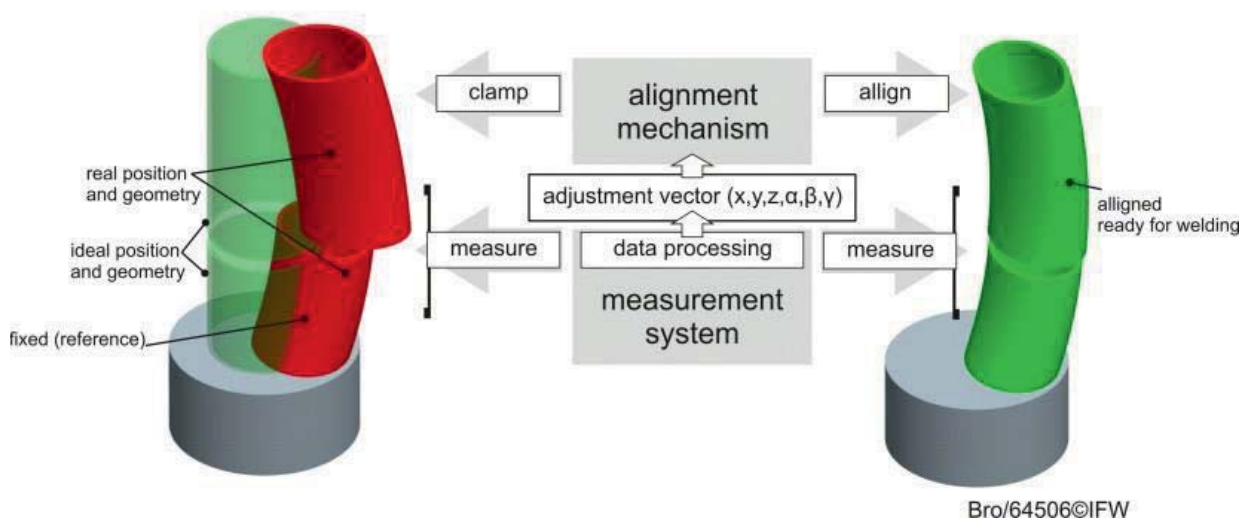 clamp
alignment
mechanism
allign
real position
and geometry
adjustment vector (x,y,z,α,β,γ)
ideal position
and geometry
measure
data processing
measure
alligned
ready for welding
measurement
system
fixed (reference)
Bro/64506©IFW